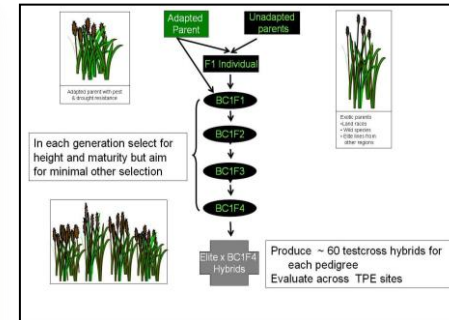 Adapted
Parent
Unadapted
parents
Adapted parent with pest
& drought resistance
F1 Individual
Exotic parents
•Land races
• Wild species
• Elite lines from
other regions
BC1F1
In each generation select for
height and maturity but aim
for minimal other selection
BC1F2
BC1F3
BC1F4
Elite x BC1F4
Hybrids
Produce ~ 60 testcross hybrids for
each pedigree
Evaluate across TPE sites